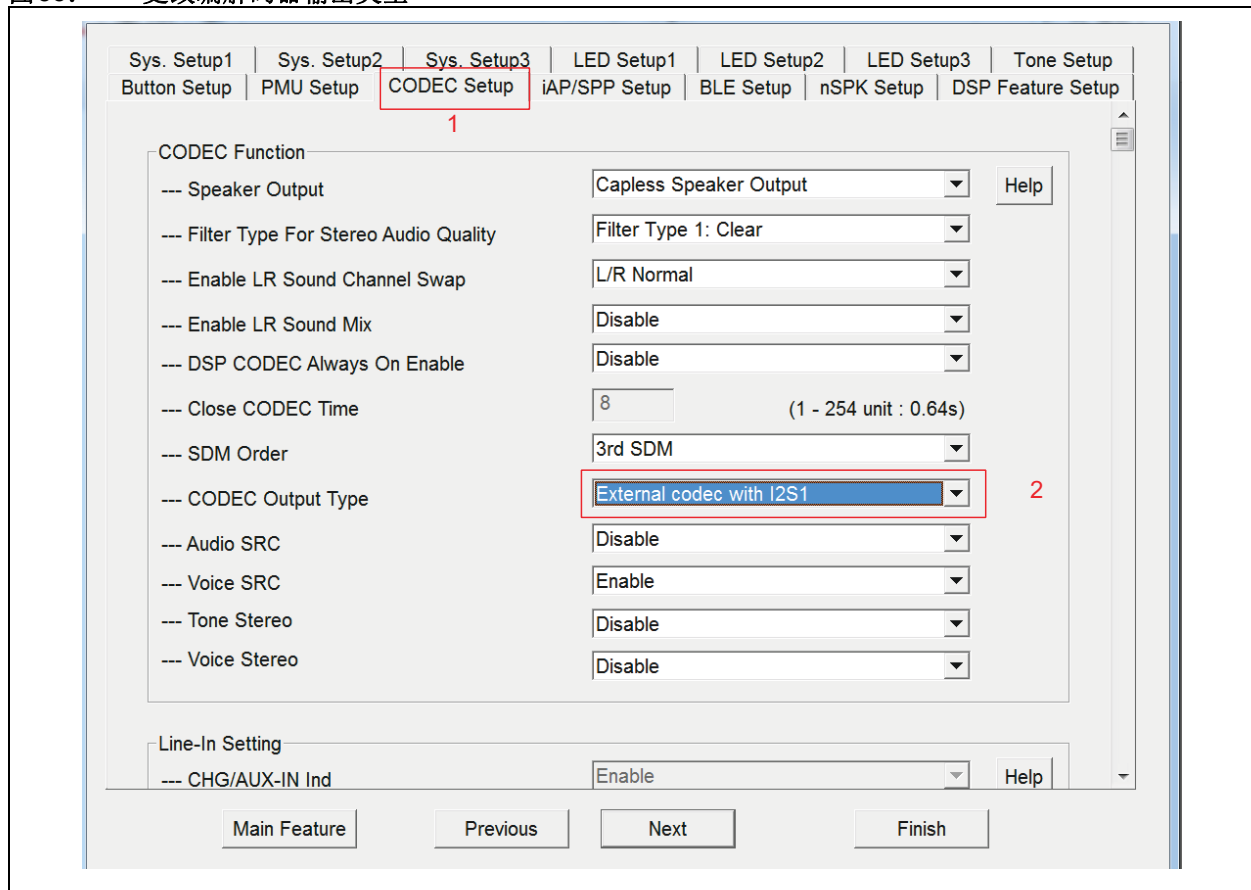 Sys. Setup1 Sys. Setup2 Sys. Setup3 LED Setup1 LED Setup2 LED Setup3 Tone Setup
Button Setup PMU Setup CODEC Setup iAP/SPP Setup BLE Setup nSPK Setup DSP Feature Setup
1
CODEC Function
--- Speaker Output Capless Speaker Output Help
--- Filter Type For Stereo Audio Quality Filter Type 1: Clear
--- Enable LR Sound Channel Swap L/R Normal
--- Enable LR Sound Mix Disable
--- DSP CODEC Always On Enable Disable
--- Close CODEC Time 8 (1 - 254 unit : 0.64s)
--- SDM Order 3rd SDM
--- CODEC Output Type External codec with I2S1 2
--- Audio SRC Disable
--- Voice SRC Enable
--- Tone Stereo Disable
--- Voice Stereo Disable
Line-In Setting
--- CHG/AUX-IN Ind Enable Help
Main Feature Previous Next Finish